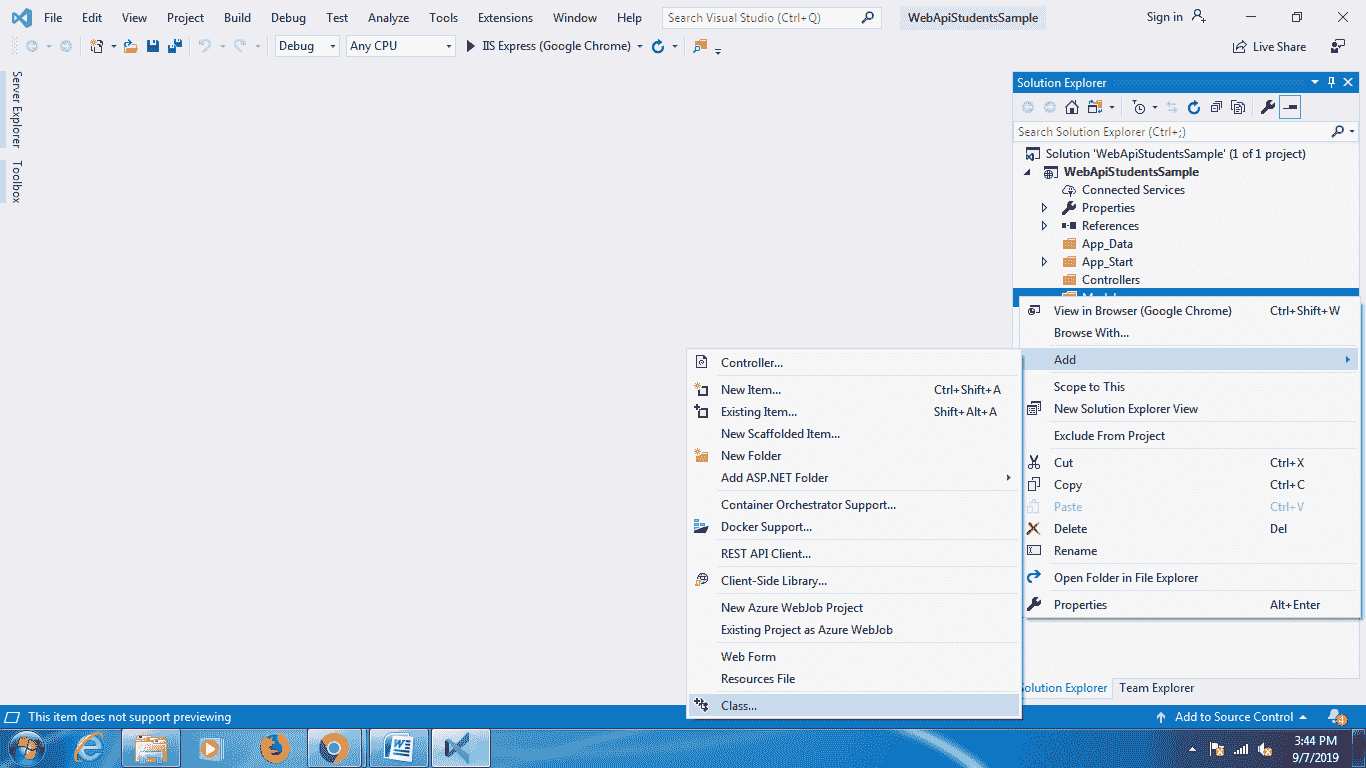 File Edit View Project Build Debug Test Analyze Tools Extensions Window Help Search Visual Studio (Ctrl+Q) WebApiStudentsSample Sign in
Debug Any CPU IIS Express (Google Chrome) Live Share
Server Explorer
Toolbox
Solution Explorer
Search Solution Explorer (Ctrl+;)
Solution 'WebApiStudentsSample' (1 of 1 project)
WebApiStudentsSample
Connected Services
Properties
References
App_Data
App_Start
Controllers
View in Browser (Google Chrome) Ctrl+Shift+W
Browse With...
Add
Scope to This
New Solution Explorer View
Exclude From Project
Cut Ctrl+X
Copy Ctrl+C
Paste Ctrl+V
Delete Del
Rename
Open Folder in File Explorer
Properties Alt+Enter
Controller...
New Item... Ctrl+Shift+A
Existing Item... Shift+Alt+A
New Scaffolded Item...
New Folder
Add ASP.NET Folder
Container Orchestrator Support...
Docker Support...
REST API Client...
Client-Side Library...
New Azure WebJob Project
Existing Project as Azure WebJob
Web Form
Resources File
Class...
Solution Explorer Team Explorer
This item does not support previewing Add to Source Control 4
3:44 PM
9/7/2019